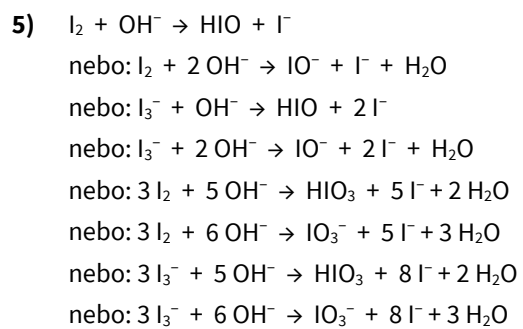 5) I₂ + OH⁻ → HIO + I⁻
nebo: I₂ + 2 OH⁻ → IO⁻ + I⁻ + H₂O
nebo: I₃⁻ + OH⁻ → HIO + 2 I⁻
nebo: I₃⁻ + 2 OH⁻ → IO⁻ + 2 I⁻ + H₂O
nebo: 3 I₂ + 5 OH⁻ → HIO₃ + 5 I⁻ + 2 H₂O
nebo: 3 I₂ + 6 OH⁻ → IO₃⁻ + 5 I⁻ + 3 H₂O
nebo: 3 I₃⁻ + 5 OH⁻ → HIO₃ + 8 I⁻ + 2 H₂O
nebo: 3 I₃⁻ + 6 OH⁻ → IO₃⁻ + 8 I⁻ + 3 H₂O